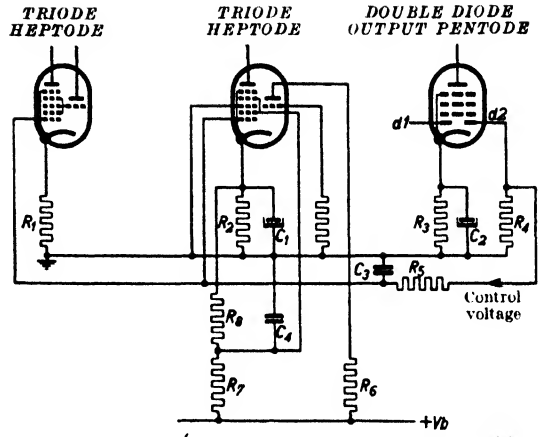 TRIODE HEPTODE
TRIODE HEPTODE
DOUBLE DIODE OUTPUT PENTODE
d1
d2
R1
R2
C1
R3
C2
R4
C3
R5
Control voltage
R8
C4
R7
R6
+Vb